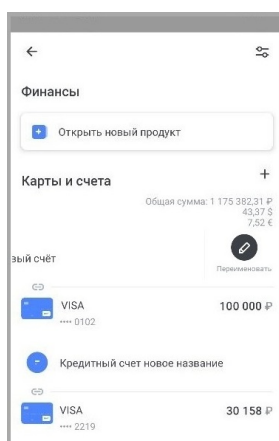 Финансы
Открыть новый продукт
Карты и счета
Общая сумма: 1 175 382,31 ₽
43,37 $
7,52 €
вый счёт
Переименовать
VISA
100 000 ₽
•••• 0102
Кредитный счет новое название
VISA
30 158 ₽
•••• 2219